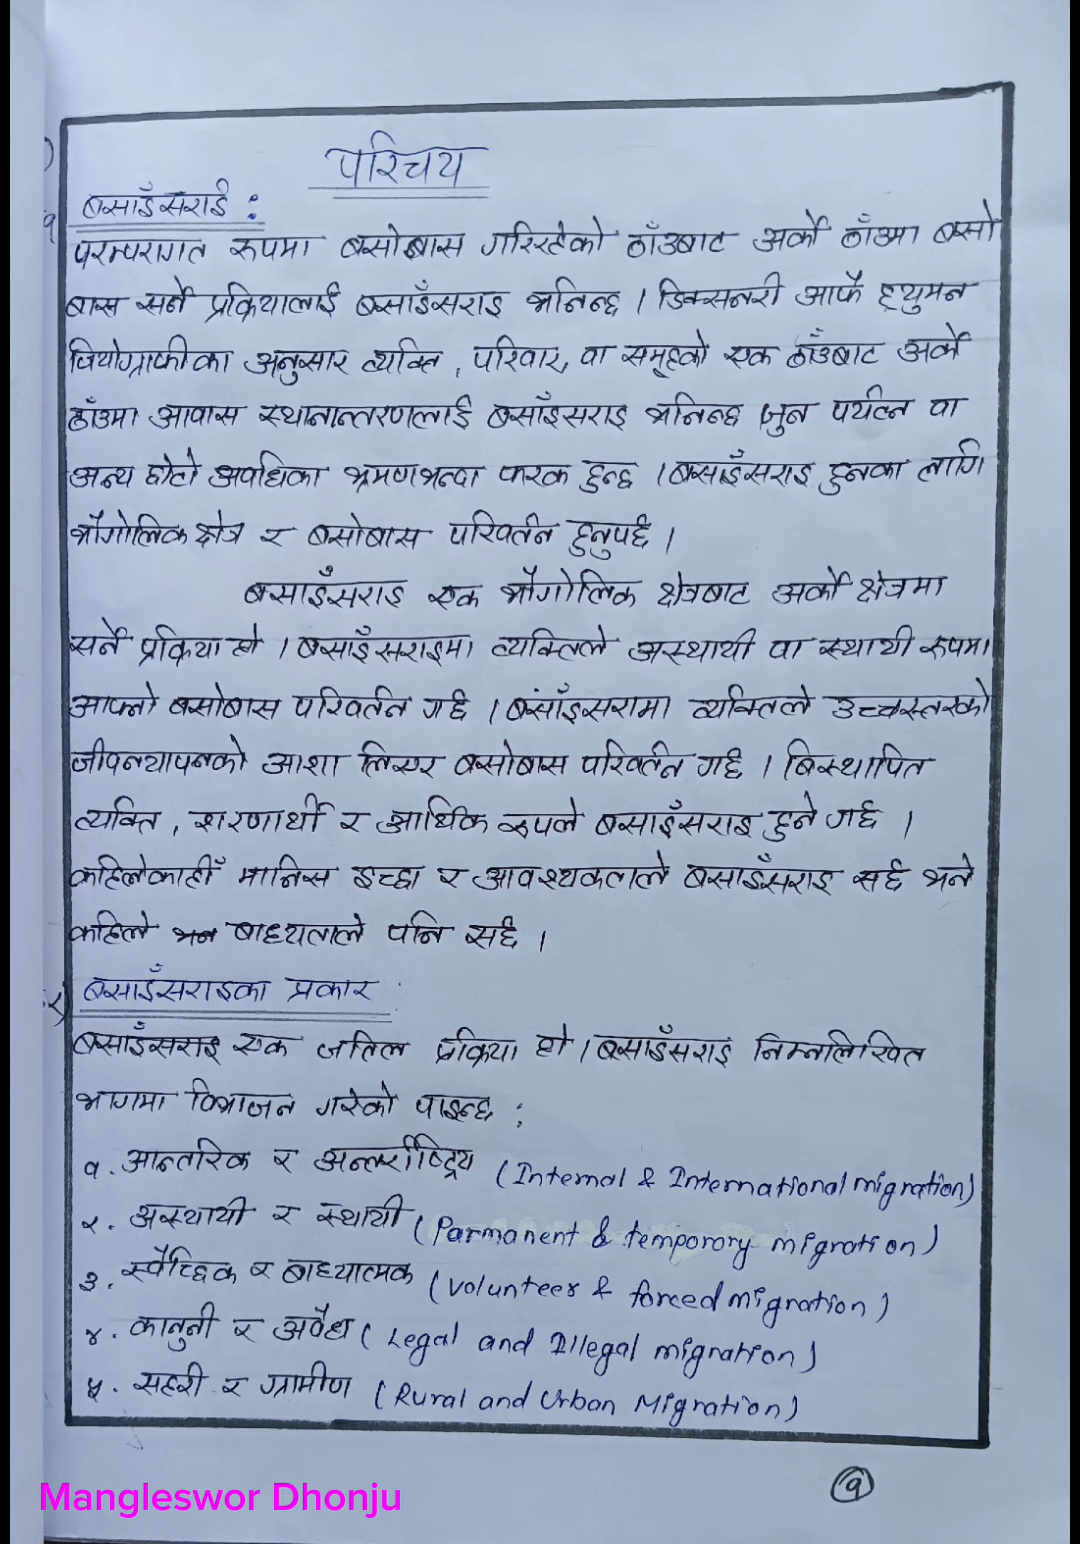 परिचय
१) बसाइँसराई :
परम्परागत रूपमा बसोबास गरिरहेको ठाँउबाट अर्को ठाँउमा बसो
बास सर्ने प्रक्रियालाई बसाइँसराइ भनिन्छ । डिक्सनरी आफै ह्युमन
जियोग्राफीका अनुसार व्यक्ति, परिवार, वा समूहको एक ठाँउबाट अर्को
ठाँउमा आवास स्थानान्तरणलाई बसाइँसराइ भनिन्छ जुन पर्यटन वा
अन्य छोटो अवधिका भ्रमणभन्दा फरक हुन्छ । बसाइँसराइ हुनका लागि
भौगोलिक क्षेत्र र बसोबास परिवर्तन हुनुपर्छ ।
बसाइँसराइ एक भौगोलिक क्षेत्रबाट अर्को क्षेत्रमा
सर्ने प्रक्रिया हो । बसाइँसराइमा व्यक्तिले अस्थायी वा स्थायी रूपमा
आफ्नो बसोबास परिवर्तन गर्छ । बंसाँइसरामा व्यक्तिले उच्चस्तरको
जीवनयापनको आशा लिएर बसोबास परिवर्तन गर्छ । बिस्थापित
व्यक्ति, शरणार्थी र आर्थिक रूपले बसाइँसराइ हुने गर्छ ।
कहिलेकाहीँ मानिस इच्छा र आवश्यकताले बसाइँसराइ सर्छ भने
कहिले भन बाध्यताले पनि सर्छ ।
२) बसाइँसराइका प्रकार
बसाइँसराइ एक जटिल प्रक्रिया हो । बसाइँसराइ निम्नलिखित
भागमा विभाजन गरेको पाइन्छ :
१. आन्तरिक र अन्तर्राष्ट्रिय (Internal & International migration)
२. अस्थायी र स्थायी (Parmanent & temporory migration)
३. स्वैच्छिक र बाध्यात्मक (Volunteer & forced migration)
४. कानुनी र अवैध (Legal and Illegal migration)
५. सहरी र ग्रामीण (Rural and Urban Migration)
१
Mangleswor Dhonju